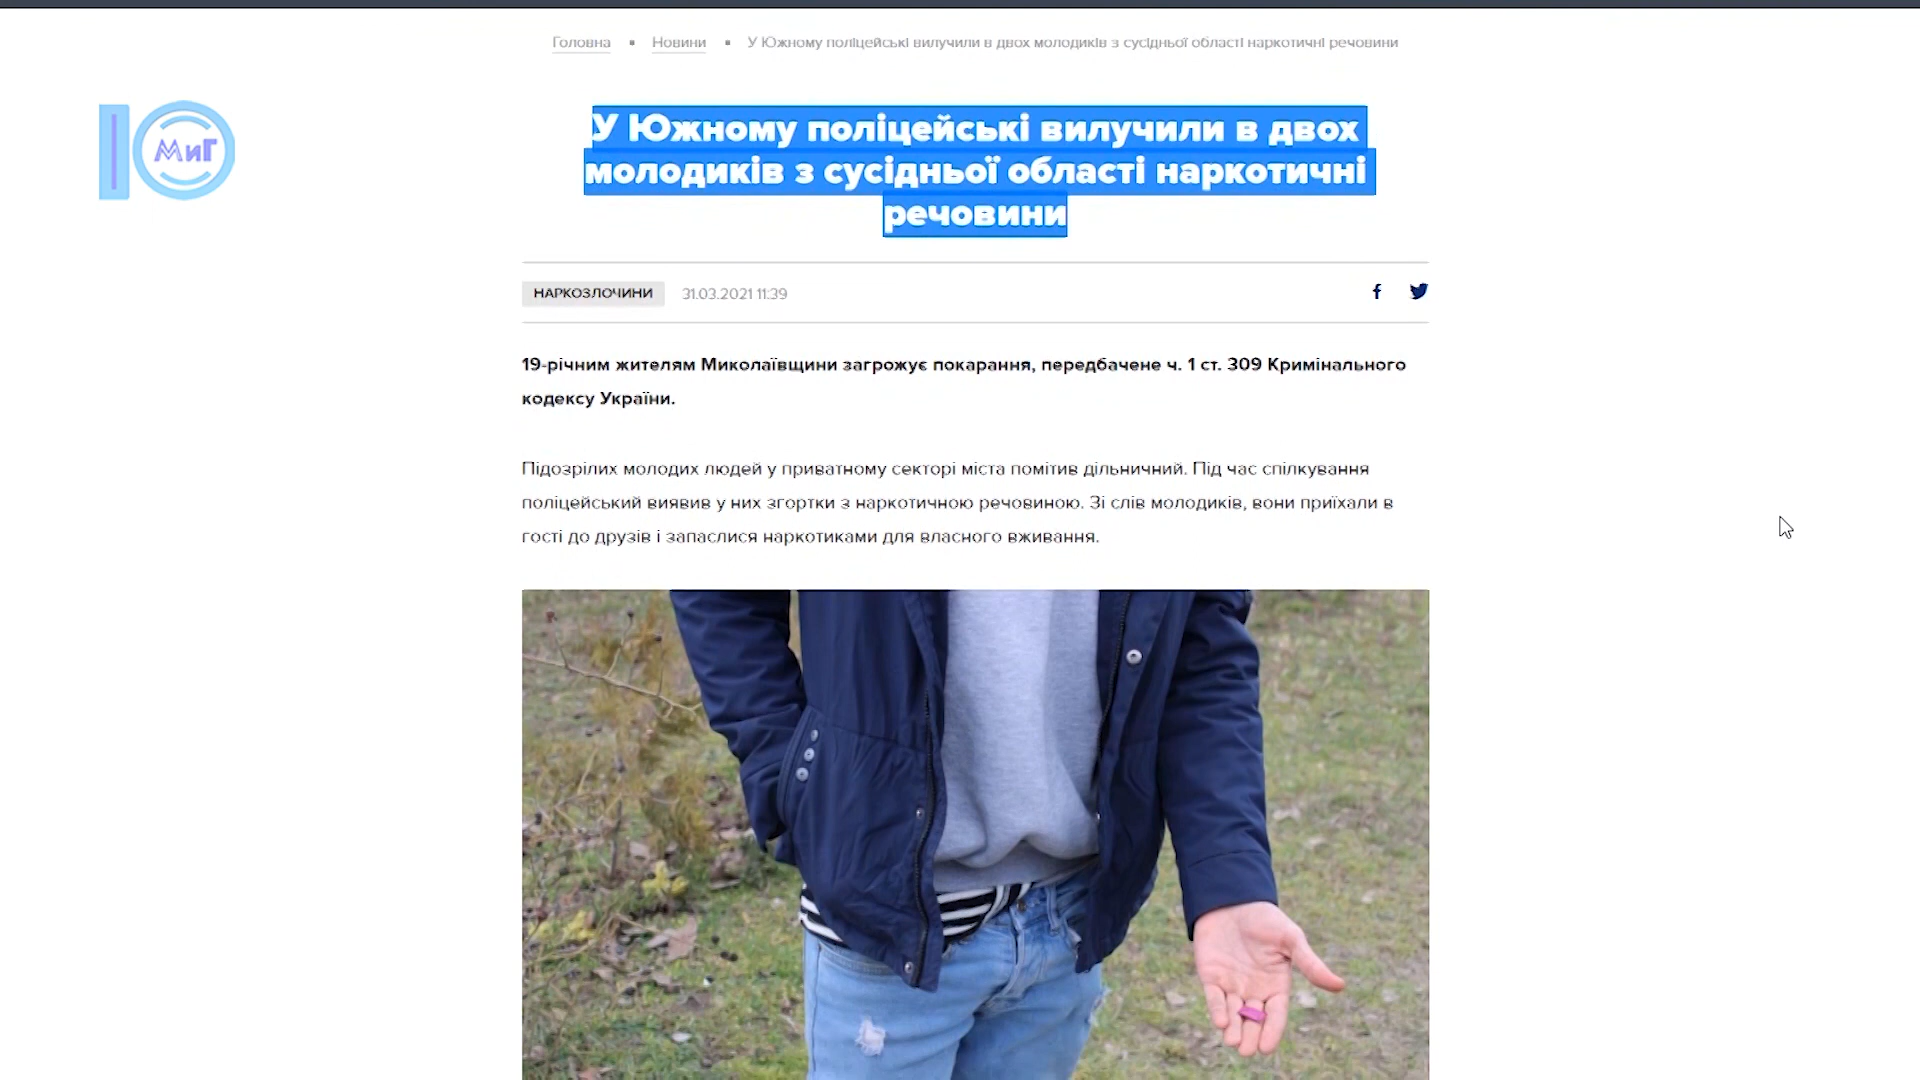 Головна ▪ Новини ▪ У Южному поліцейські вилучили в двох молодиків з сусідньої області наркотичні речовини
МиГ
У Южному поліцейські вилучили в двох
молодиків з сусідньої області наркотичні
речовини
НАРКОЗЛОЧИНИ 31.03.2021 11:39
19-річним жителям Миколаївщини загрожує покарання, передбачене ч. 1 ст. 309 Кримінального
кодексу України.
Підозрілих молодих людей у приватному секторі міста помітив дільничний. Під час спілкування
поліцейський виявив у них згортки з наркотичною речовиною. Зі слів молодиків, вони приїхали в
гості до друзів і запаслися наркотиками для власного вживання.